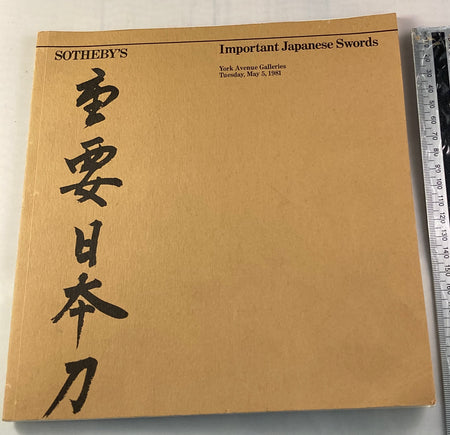 SOTHEBY'S
Important Japanese Swords
York Avenue Galleries
Tuesday, May 5, 1981
重要日本刀